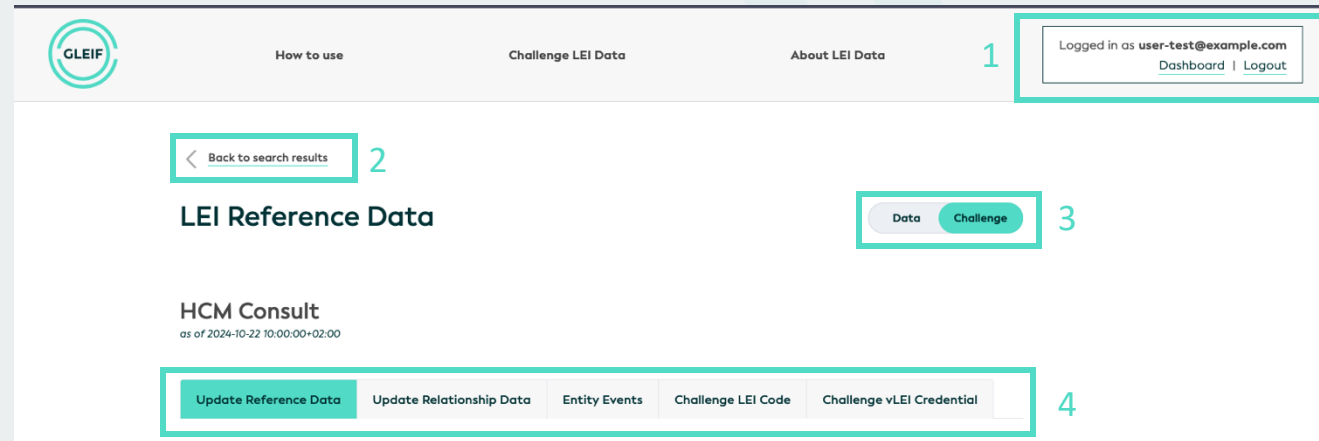 GLEIF
How to use
Challenge LEI Data
About LEI Data
1
Logged in as user-test@example.com
Dashboard | Logout
Back to search results
2
LEI Reference Data
Data
Challenge
3
HCM Consult
as of 2024-10-22 10:00:00+02:00
Update Reference Data
Update Relationship Data
Entity Events
Challenge LEI Code
Challenge vLEI Credential
4